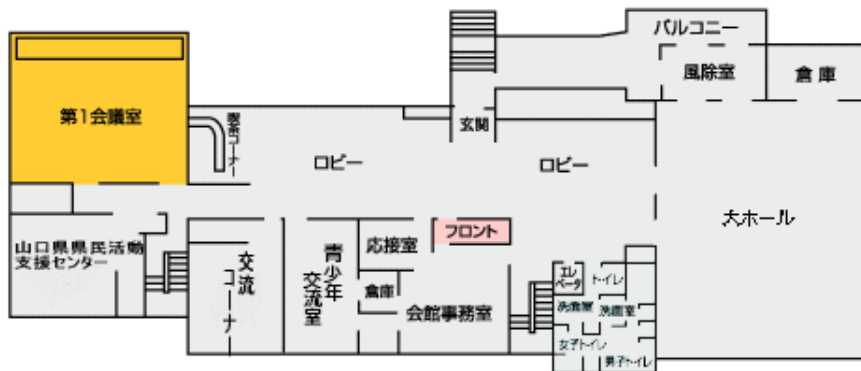 バルコニー
風除室
倉庫
第1会議室
喫茶コーナー
玄関
ロビー
ロビー
大ホール
山口県県民活動
支援センター
交流
コーナー
青少年
交流室
応接室
フロント
倉庫
会館事務室
エレ
ベータ
トイレ
洗面室
洗面室
女子トイレ
男子トイレ